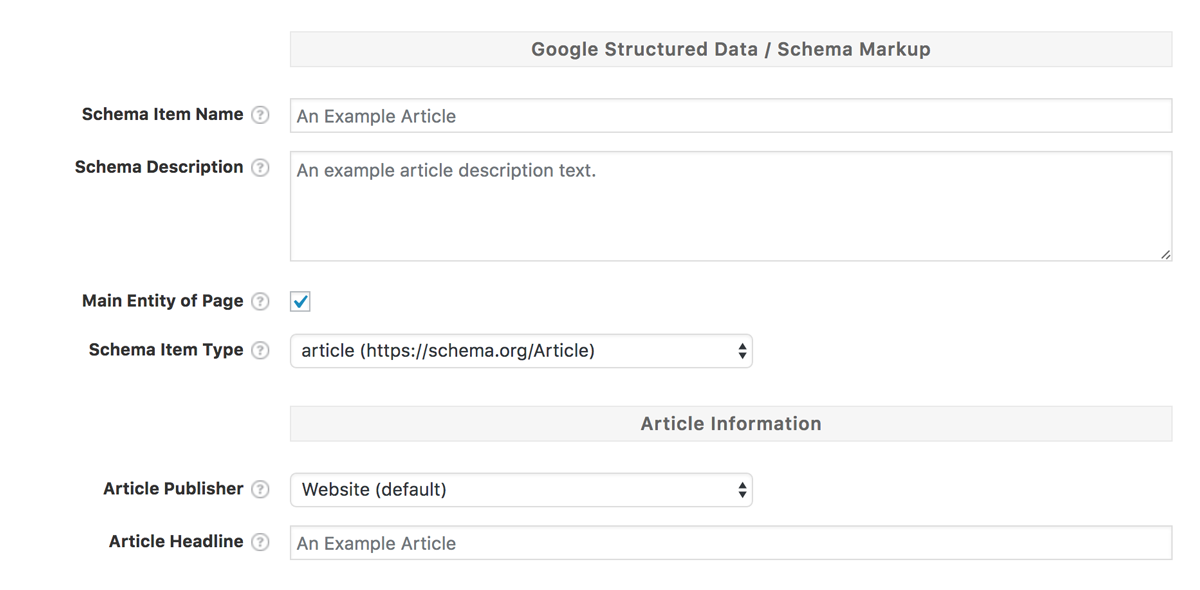 Google Structured Data / Schema Markup
Schema Item Name ? An Example Article
Schema Description ? An example article description text.
Main Entity of Page ?
Schema Item Type ? article (https://schema.org/Article)
Article Information
Article Publisher ? Website (default)
Article Headline ? An Example Article